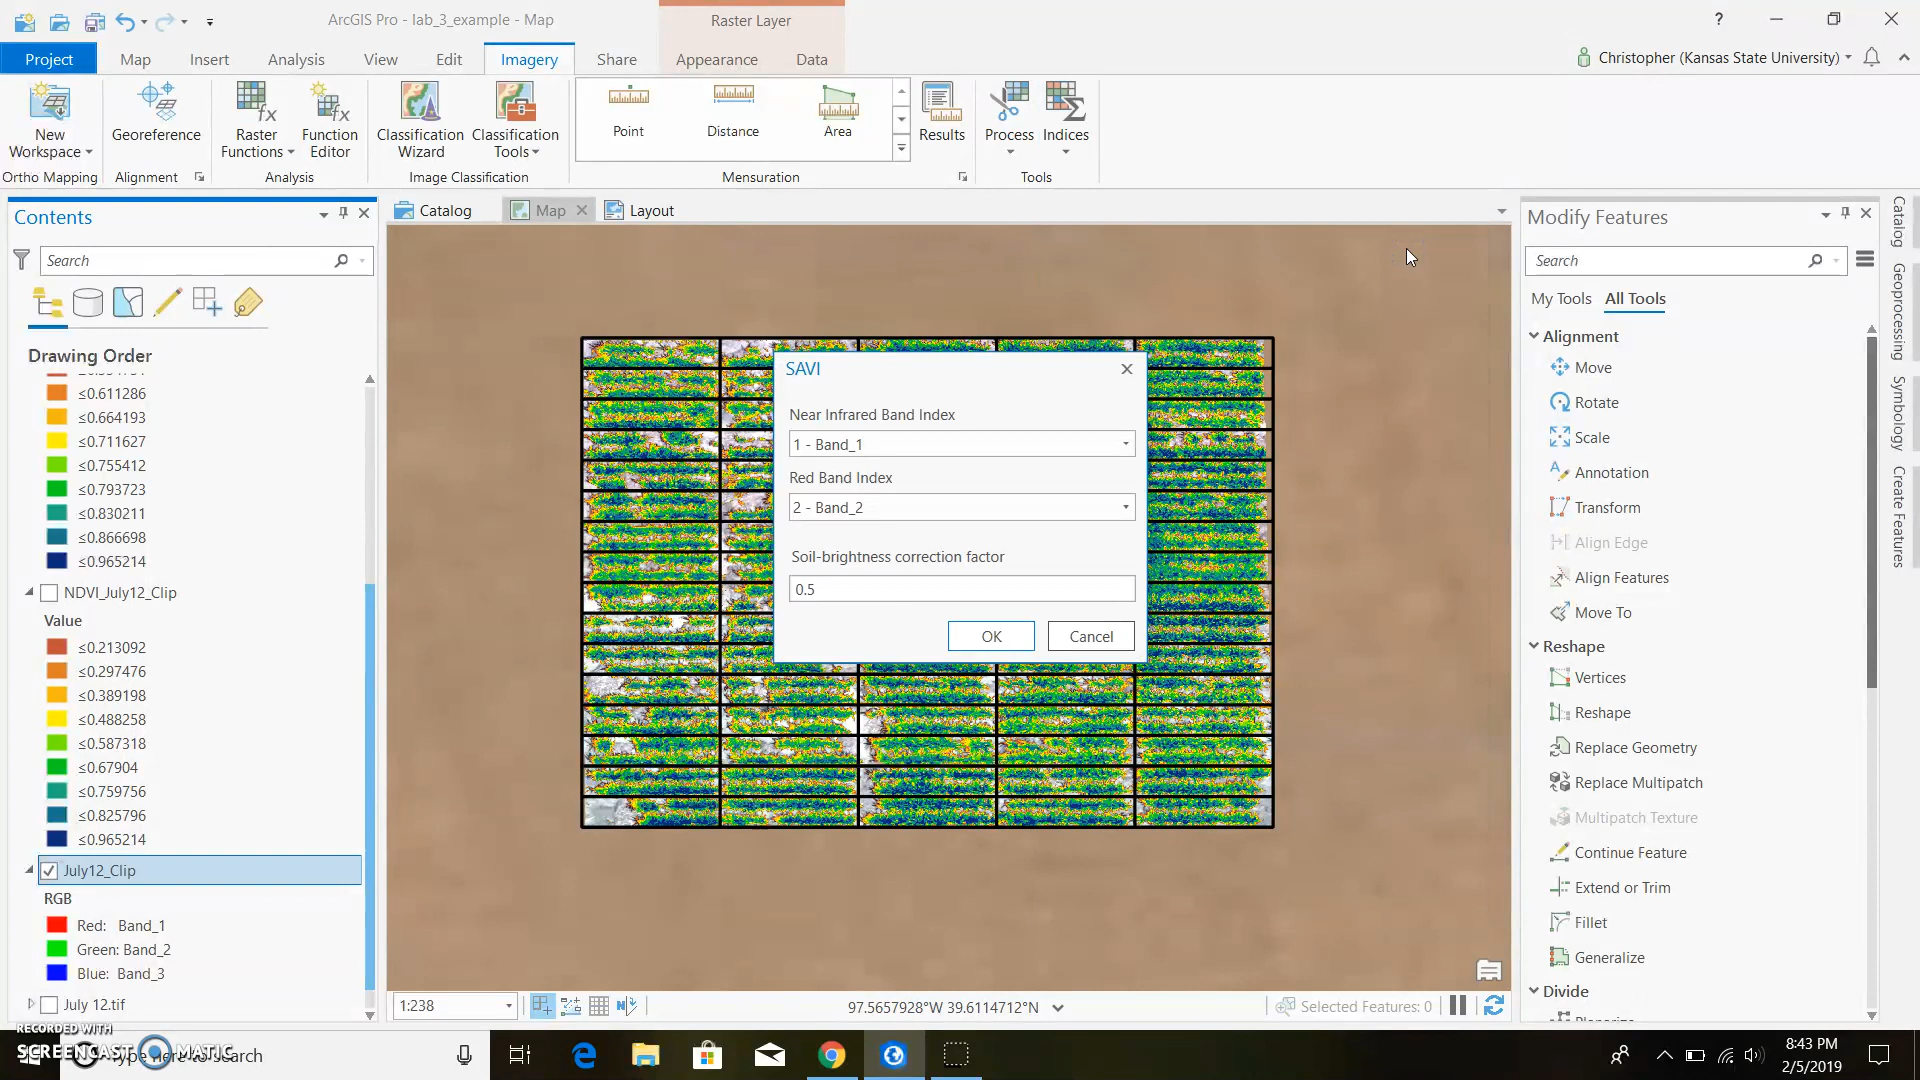 ArcGIS Pro - lab_3_example - Map
Raster Layer
?
Project
Map
Insert
Analysis
View
Edit
Imagery
Share
Appearance
Data
Christopher (Kansas State University)
New
Workspace
Georeference
Raster
Functions
Function
Editor
Classification
Wizard
Classification
Tools
Point
Distance
Area
Results
Process
Indices
Ortho Mapping
Alignment
Analysis
Image Classification
Mensuration
Tools
Contents
Search
Drawing Order
≤0.611286
≤0.664193
≤0.711627
≤0.755412
≤0.793723
≤0.830211
≤0.866698
≤0.965214
NDVI_July12_Clip
Value
≤0.213092
≤0.297476
≤0.389198
≤0.488258
≤0.587318
≤0.67904
≤0.759756
≤0.825796
≤0.965214
July12_Clip
RGB
Red: Band_1
Green: Band_2
Blue: Band_3
July 12.tif
Catalog
Map
Layout
SAVI
Near Infrared Band Index
1 - Band_1
Red Band Index
2 - Band_2
Soil-brightness correction factor
0.5
OK
Cancel
1:238
97.5657928°W 39.6114712°N
Selected Features: 0
Modify Features
Search
My Tools
All Tools
Alignment
Move
Rotate
Scale
Annotation
Transform
Align Edge
Align Features
Move To
Reshape
Vertices
Reshape
Replace Geometry
Replace Multipatch
Multipatch Texture
Continue Feature
Extend or Trim
Fillet
Generalize
Divide
Catalog
Geoprocessing
Symbology
Create Features
RECORDED WITH
SCREENCAST MATIC
Type here to search
8:43 PM
2/5/2019